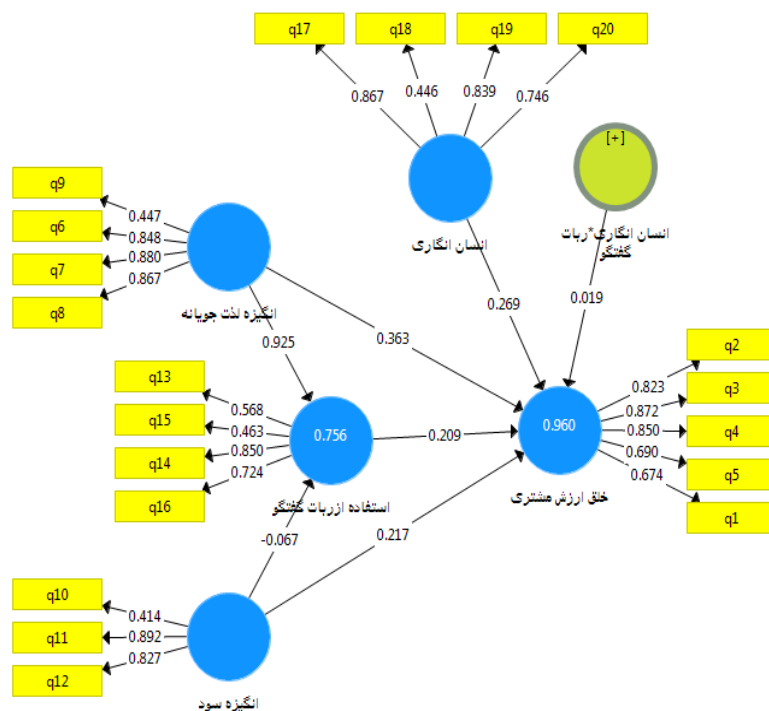 q17
q18
q19
q20
0.867
0.446
0.839
0.746
[+]
انسان انگاری
انسان انگاری*ربات
گفتگو
q9
q6
q7
q8
0.447
0.848
0.880
0.867
انگیزه لذت جویانه
0.269
0.019
0.925
0.363
q13
q15
q14
q16
0.568
0.463
0.850
0.724
0.756
استفاده ازربات گفتگو
0.209
0.960
خلق ارزش مشتری
q2
q3
q4
q5
q1
0.823
0.872
0.850
0.690
0.674
-0.067
0.217
q10
q11
q12
0.414
0.892
0.827
انگیزه سود